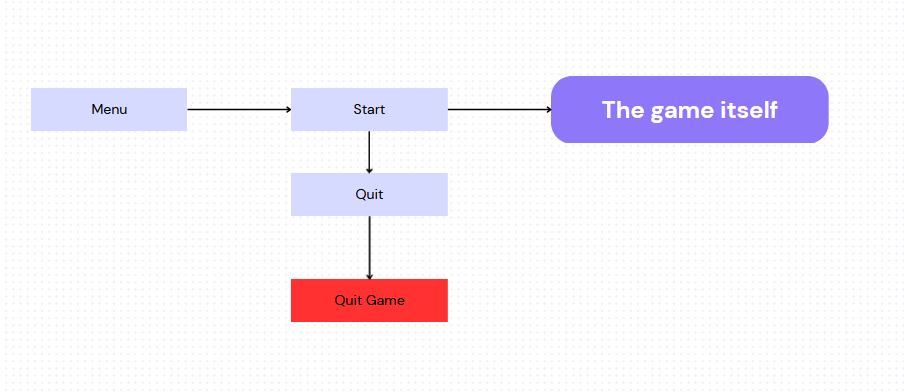 Menu
Start
The game itself
Quit
Quit Game